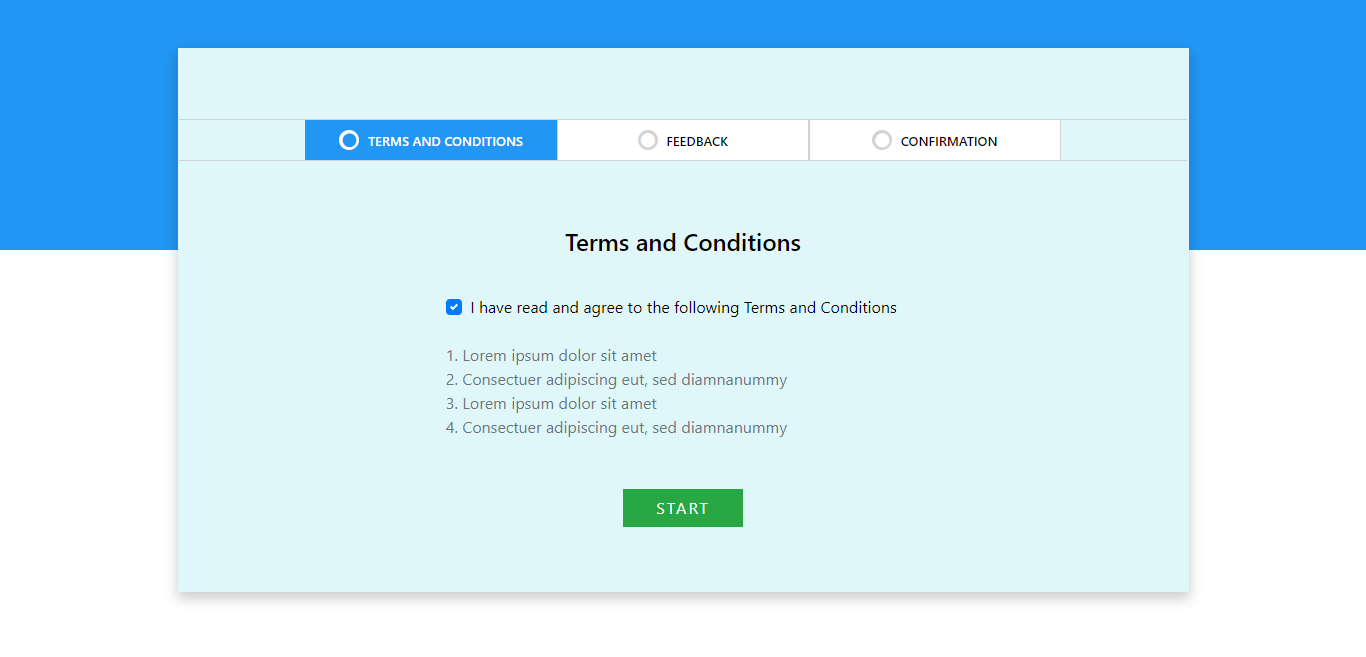 TERMS AND CONDITIONS FEEDBACK CONFIRMATION
Terms and Conditions
I have read and agree to the following Terms and Conditions
1. Lorem ipsum dolor sit amet
2. Consectuer adipiscing eut, sed diamnanummy
3. Lorem ipsum dolor sit amet
4. Consectuer adipiscing eut, sed diamnanummy
START